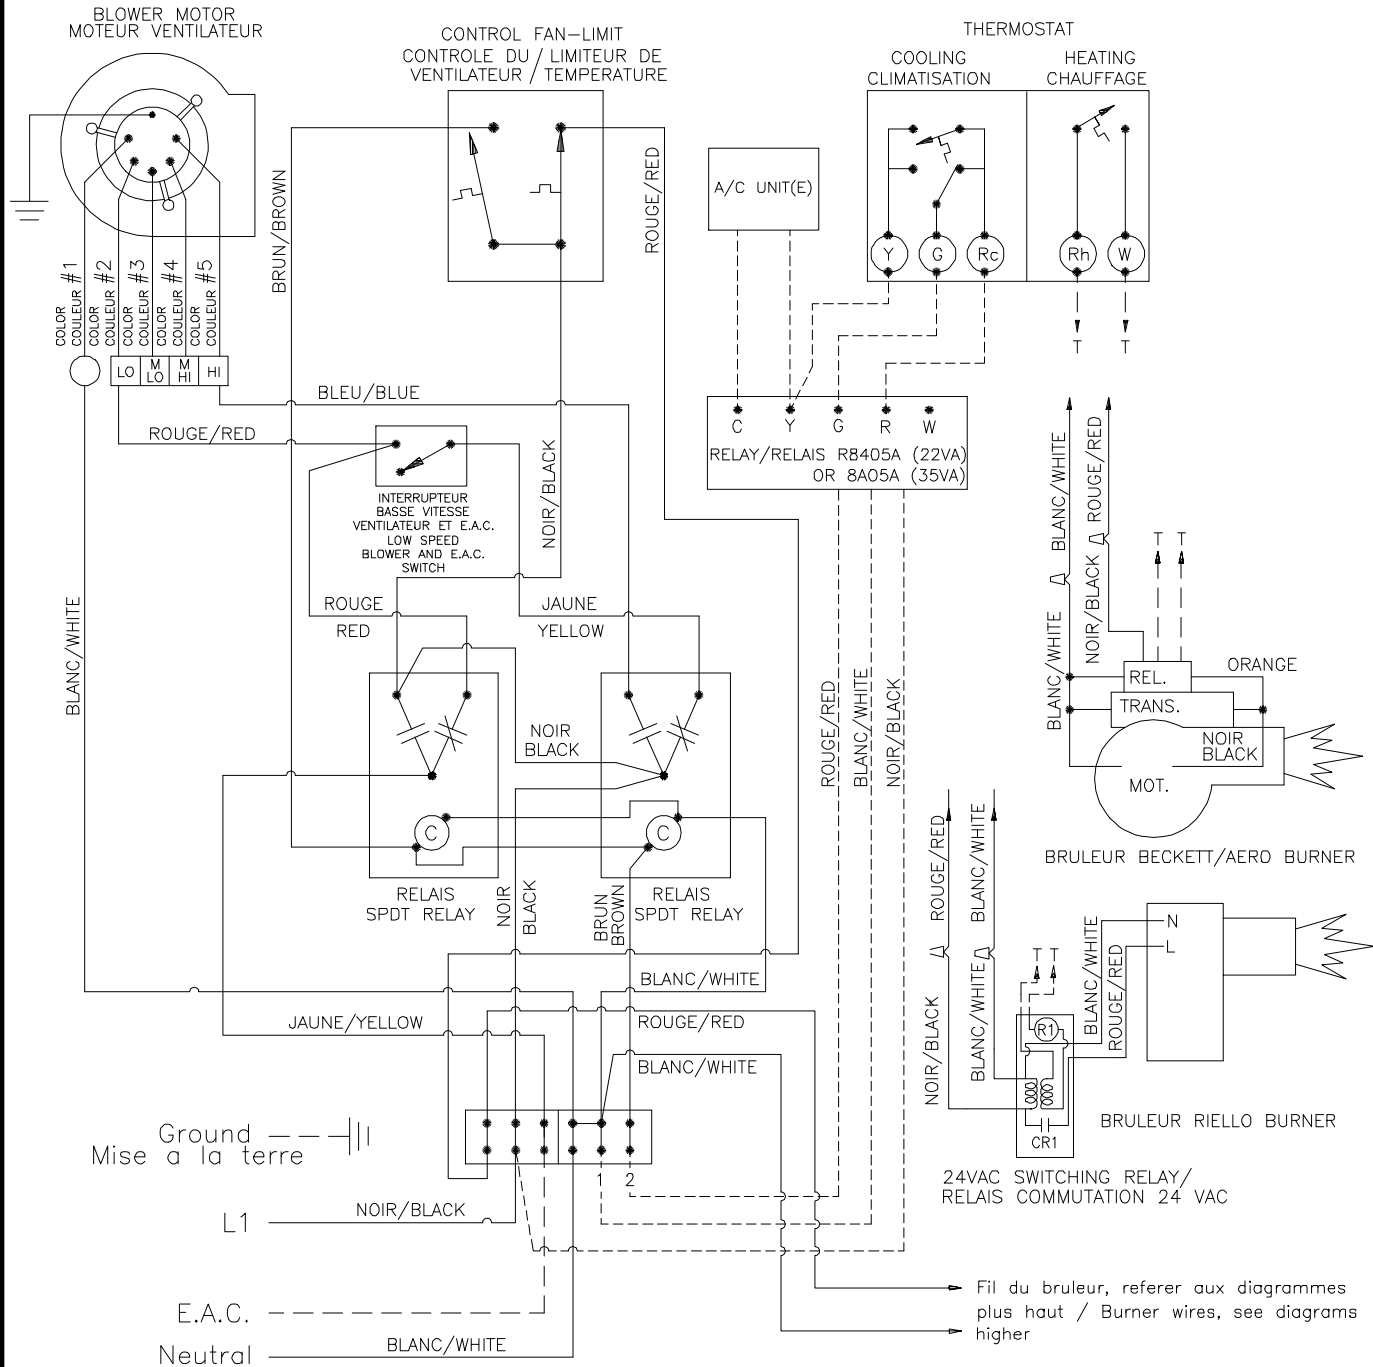 BLOWER MOTOR
MOTEUR VENTILATEUR
CONTROL FAN-LIMIT
CONTROLE DU / LIMITEUR DE
VENTILATEUR / TEMPERATURE
THERMOSTAT
COOLING
CLIMATISATION
HEATING
CHAUFFAGE
A/C UNIT(E)
Y
G
Rc
Rh
W
T
T
BRUN/BROWN
ROUGE/RED
COLOR
COULEUR #1
COLOR
COULEUR #2
COLOR
COULEUR #3
COLOR
COULEUR #4
COLOR
COULEUR #5
LO
M
LO
M
HI
HI
BLEU/BLUE
ROUGE/RED
C
Y
G
R
W
RELAY/RELAIS R8405A (22VA)
OR 8A05A (35VA)
INTERRUPTEUR
BASSE VITESSE
VENTILATEUR ET E.A.C.
LOW SPEED
BLOWER AND E.A.C.
SWITCH
NOIR/BLACK
BLANC/WHITE
ROUGE
RED
JAUNE
YELLOW
NOIR
BLACK
ROUGE/RED
BLANC/WHITE
NOIR/BLACK
BLANC/WHITE
BLANC/WHITE
ROUGE/RED
NOIR/BLACK
T
T
REL.
ORANGE
TRANS.
NOIR
BLACK
MOT.
BRULEUR BECKETT/AERO BURNER
C
C
RELAIS
SPDT RELAY
RELAIS
SPDT RELAY
NOIR
BLACK
BRUN
BROWN
ROUGE/RED
BLANC/WHITE
NOIR/BLACK
BLANC/WHITE
T
T
BLANC/WHITE
ROUGE/RED
N
L
R1
CR1
BRULEUR RIELLO BURNER
24VAC SWITCHING RELAY/
RELAIS COMMUTATION 24 VAC
BLANC/WHITE
JAUNE/YELLOW
ROUGE/RED
BLANC/WHITE
1
2
Ground
Mise a la terre
L1
NOIR/BLACK
E.A.C.
Neutral
BLANC/WHITE
Fil du bruleur, referer aux diagrammes
plus haut / Burner wires, see diagrams
higher